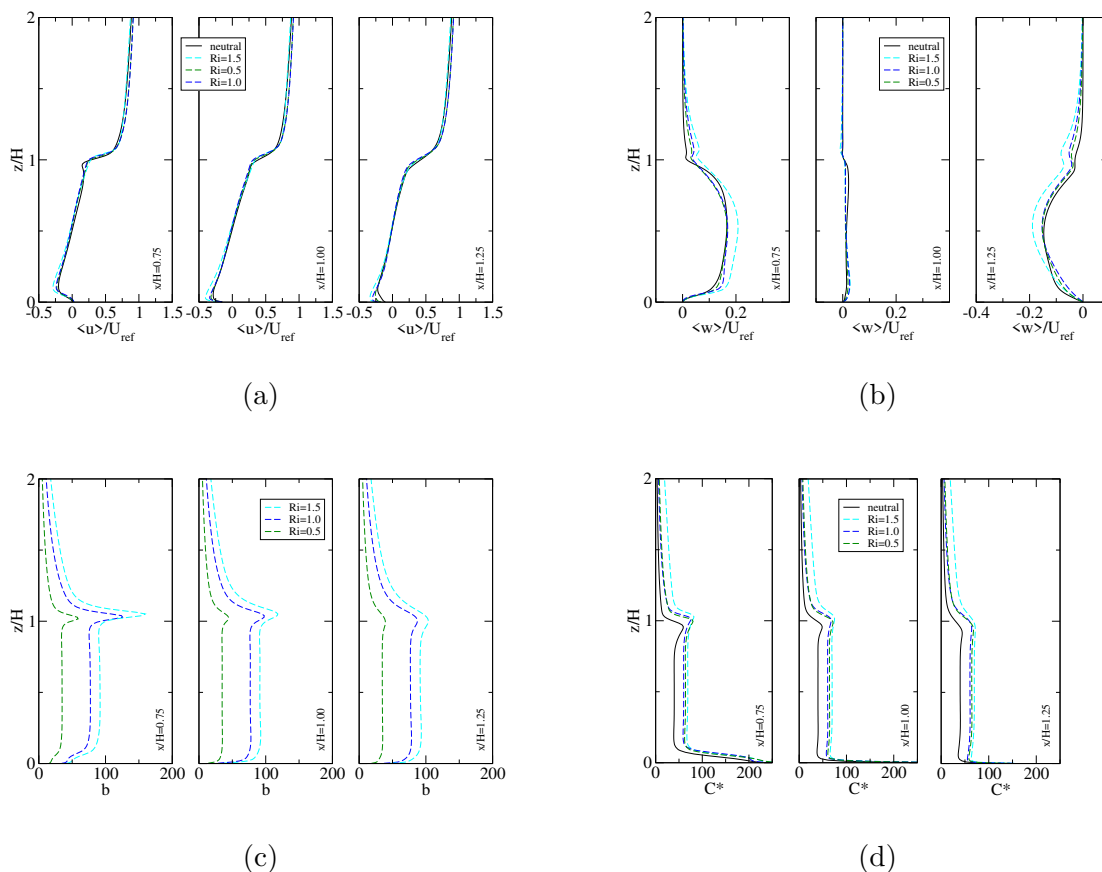 2
1
0
z/H
neutral
Ri=1.5
Ri=0.5
Ri=1.0
x/H=0.75
x/H=1.00
x/H=1.25
-0.5 0 0.5 1 1.5
-0.5 0 0.5 1 1.5
-0.5 0 0.5 1 1.5
<u>/U_ref
<u>/U_ref
<u>/U_ref
(a)
2
1
0
z/H
neutral
Ri=1.5
Ri=1.0
Ri=0.5
x/H=0.75
x/H=1.00
x/H=1.25
0 0.2
0 0.2 0.4
-0.4 -0.2 0
<w>/U_ref
<w>/U_ref
<w>/U_ref
(b)
2
1
0
z/H
Ri=1.5
Ri=1.0
Ri=0.5
x/H=0.75
x/H=1.00
x/H=1.25
0 100 200
0 100 200
0 100 200
b
b
b
(c)
2
1
0
z/H
neutral
Ri=1.5
Ri=1.0
Ri=0.5
x/H=0.75
x/H=1.00
x/H=1.25
0 100 200
0 100 200
0 100 200
C*
C*
C*
(d)